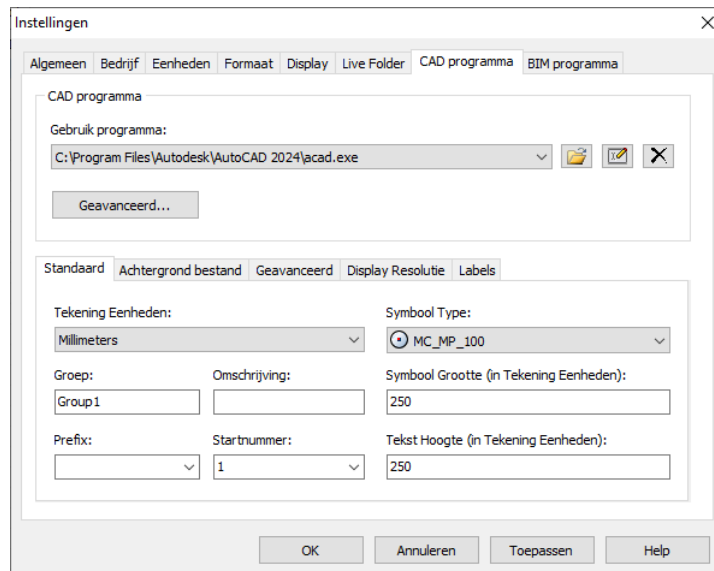 Instellingen
Algemeen Bedrijf Eenheden Formaat Display Live Folder CAD programma BIM programma
CAD programma
Gebruik programma:
C:\Program Files\Autodesk\AutoCAD 2024\acad.exe
Geavanceerd...
Standaard Achtergrond bestand Geavanceerd Display Resolutie Labels
Tekening Eenheden: Symbool Type:
Millimeters MC_MP_100
Groep: Omschrijving: Symbool Grootte (in Tekening Eenheden):
Group1 250
Prefix: Startnummer: Tekst Hoogte (in Tekening Eenheden):
1 250
OK Annuleren Toepassen Help